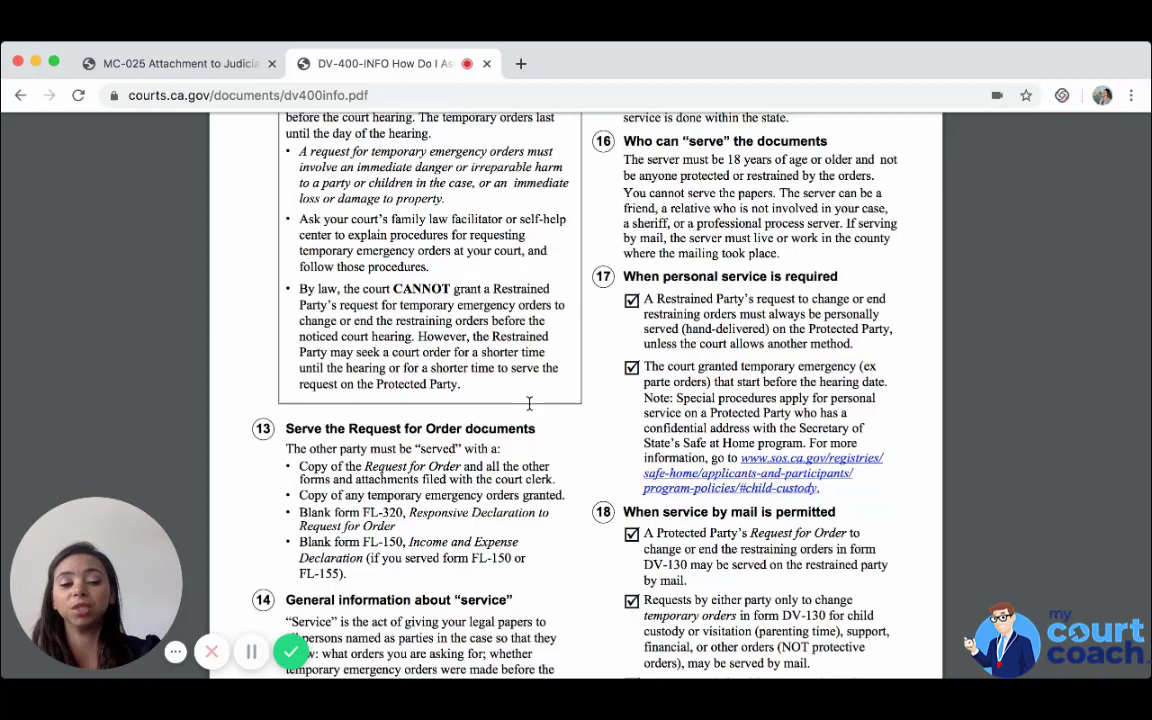 MC-025 Attachment to Judicia
DV-400-INFO How Do I As
courts.ca.gov/documents/dv400info.pdf
before the court hearing. The temporary orders last
until the day of the hearing.
• A request for temporary emergency orders must
involve an immediate danger or irreparable harm
to a party or children in the case, or an immediate
loss or damage to property.
• Ask your court's family law facilitator or self-help
center to explain procedures for requesting
temporary emergency orders at your court, and
follow those procedures.
• By law, the court CANNOT grant a Restrained
Party's request for temporary emergency orders to
change or end the restraining orders before the
noticed court hearing. However, the Restrained
Party may seek a court order for a shorter time
until the hearing or for a shorter time to serve the
request on the Protected Party.
13 Serve the Request for Order documents
The other party must be "served" with a:
• Copy of the Request for Order and all the other
forms and attachments filed with the court clerk.
• Copy of any temporary emergency orders granted.
• Blank form FL-320, Responsive Declaration to
Request for Order
• Blank form FL-150, Income and Expense
Declaration (if you served form FL-150 or
FL-155).
14 General information about "service"
"Service" is the act of giving your legal papers to
persons named as parties in the case so that they
: what orders you are asking for; whether
temporary emergency orders were made before the
service is done within the state.
16 Who can "serve" the documents
The server must be 18 years of age or older and not
be anyone protected or restrained by the orders.
You cannot serve the papers. The server can be a
friend, a relative who is not involved in your case,
a sheriff, or a professional process server. If serving
by mail, the server must live or work in the county
where the mailing took place.
17 When personal service is required
A Restrained Party's request to change or end
restraining orders must always be personally
served (hand-delivered) on the Protected Party,
unless the court allows another method.
The court granted temporary emergency (ex
parte orders) that start before the hearing date.
Note: Special procedures apply for personal
service on a Protected Party who has a
confidential address with the Secretary of
State's Safe at Home program. For more
information, go to www.sos.ca.gov/registries/
safe-home/applicants-and-participants/
program-policies/#child-custody.
18 When service by mail is permitted
A Protected Party's Request for Order to
change or end the restraining orders in form
DV-130 may be served on the restrained party
by mail.
Requests by either party only to change
temporary orders in form DV-130 for child
custody or visitation (parenting time), support,
financial, or other orders (NOT protective
orders), may be served by mail.
my
court
coach